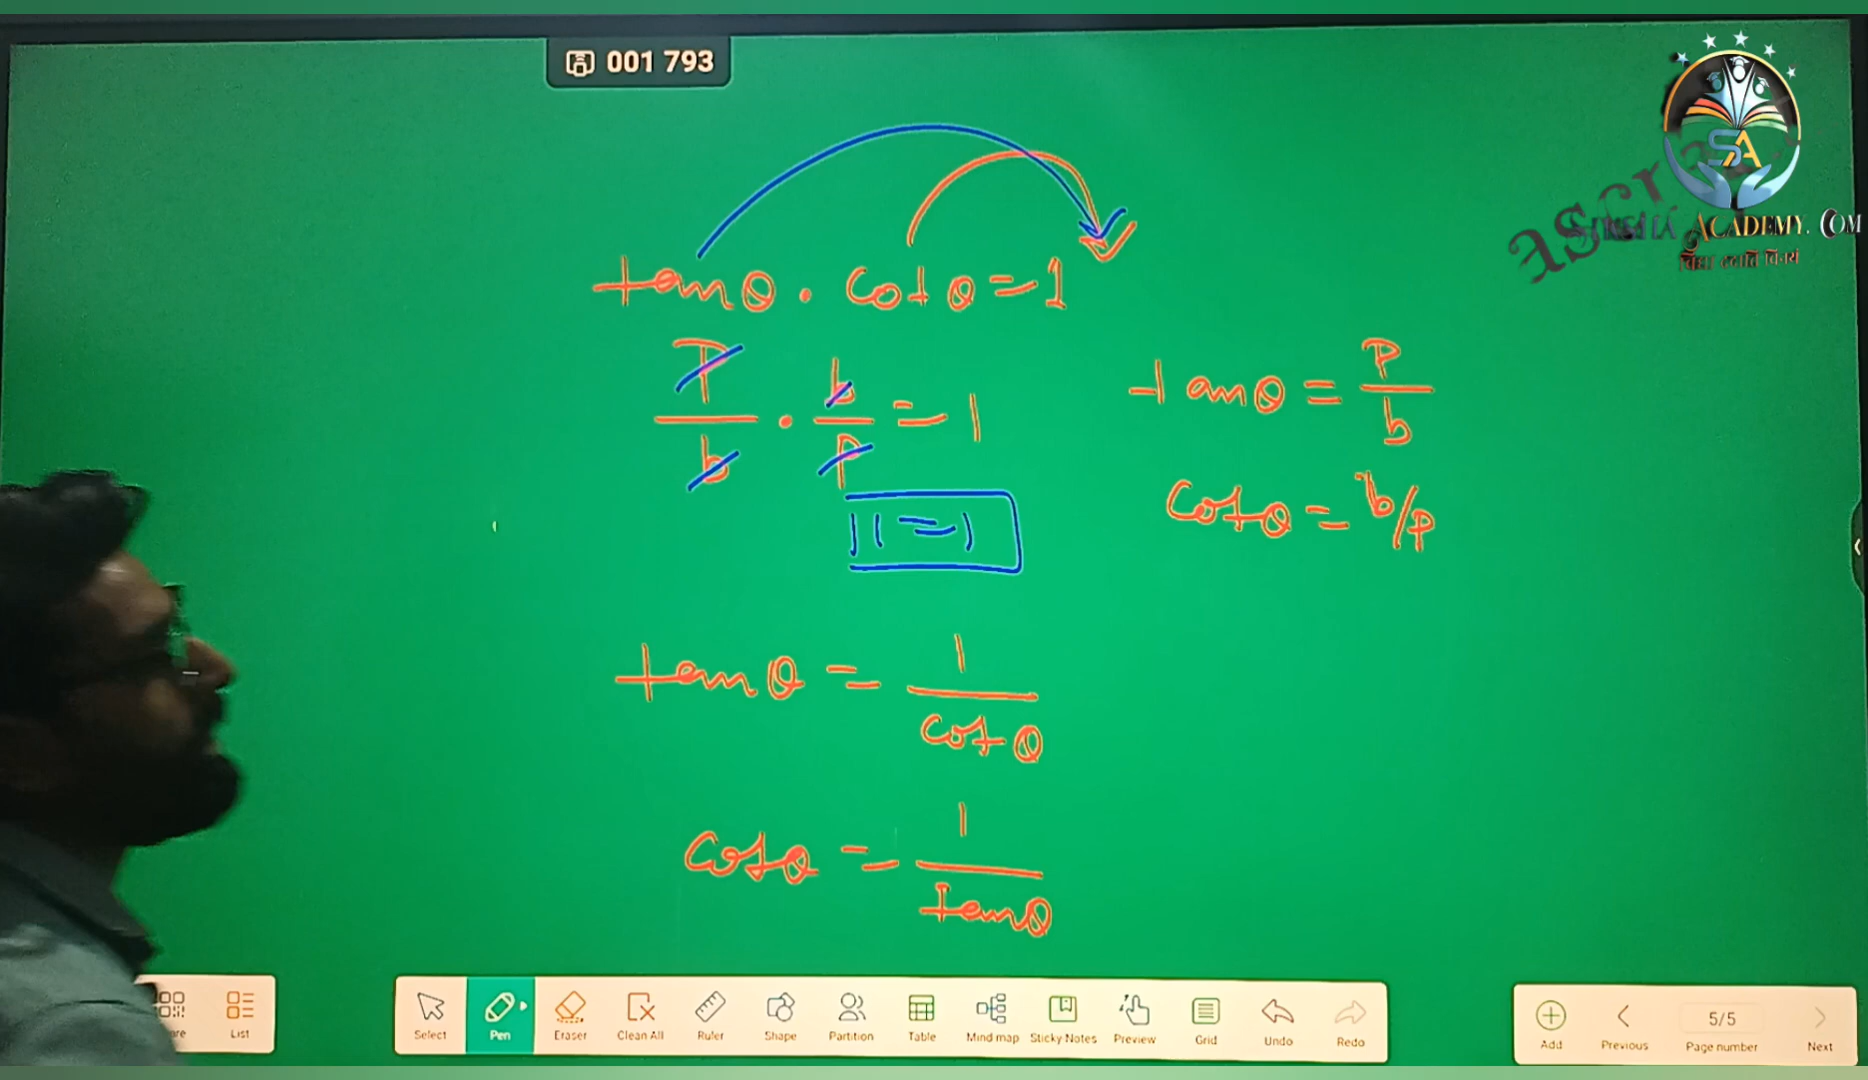 001 793
SA
ACADEMY. COM
tanθ . Cotθ = 1
P/b . b/P = 1
1 = 1
tanθ = P/b
Cotθ = b/P
tanθ = 1/Cotθ
Cotθ = 1/Tanθ
List
Select
Pen
Eraser
Clean All
Ruler
Shape
Partition
Table
Mind map
Sticky Notes
Preview
Grid
Undo
Redo
Add
Previous
5/5
Page number
Next